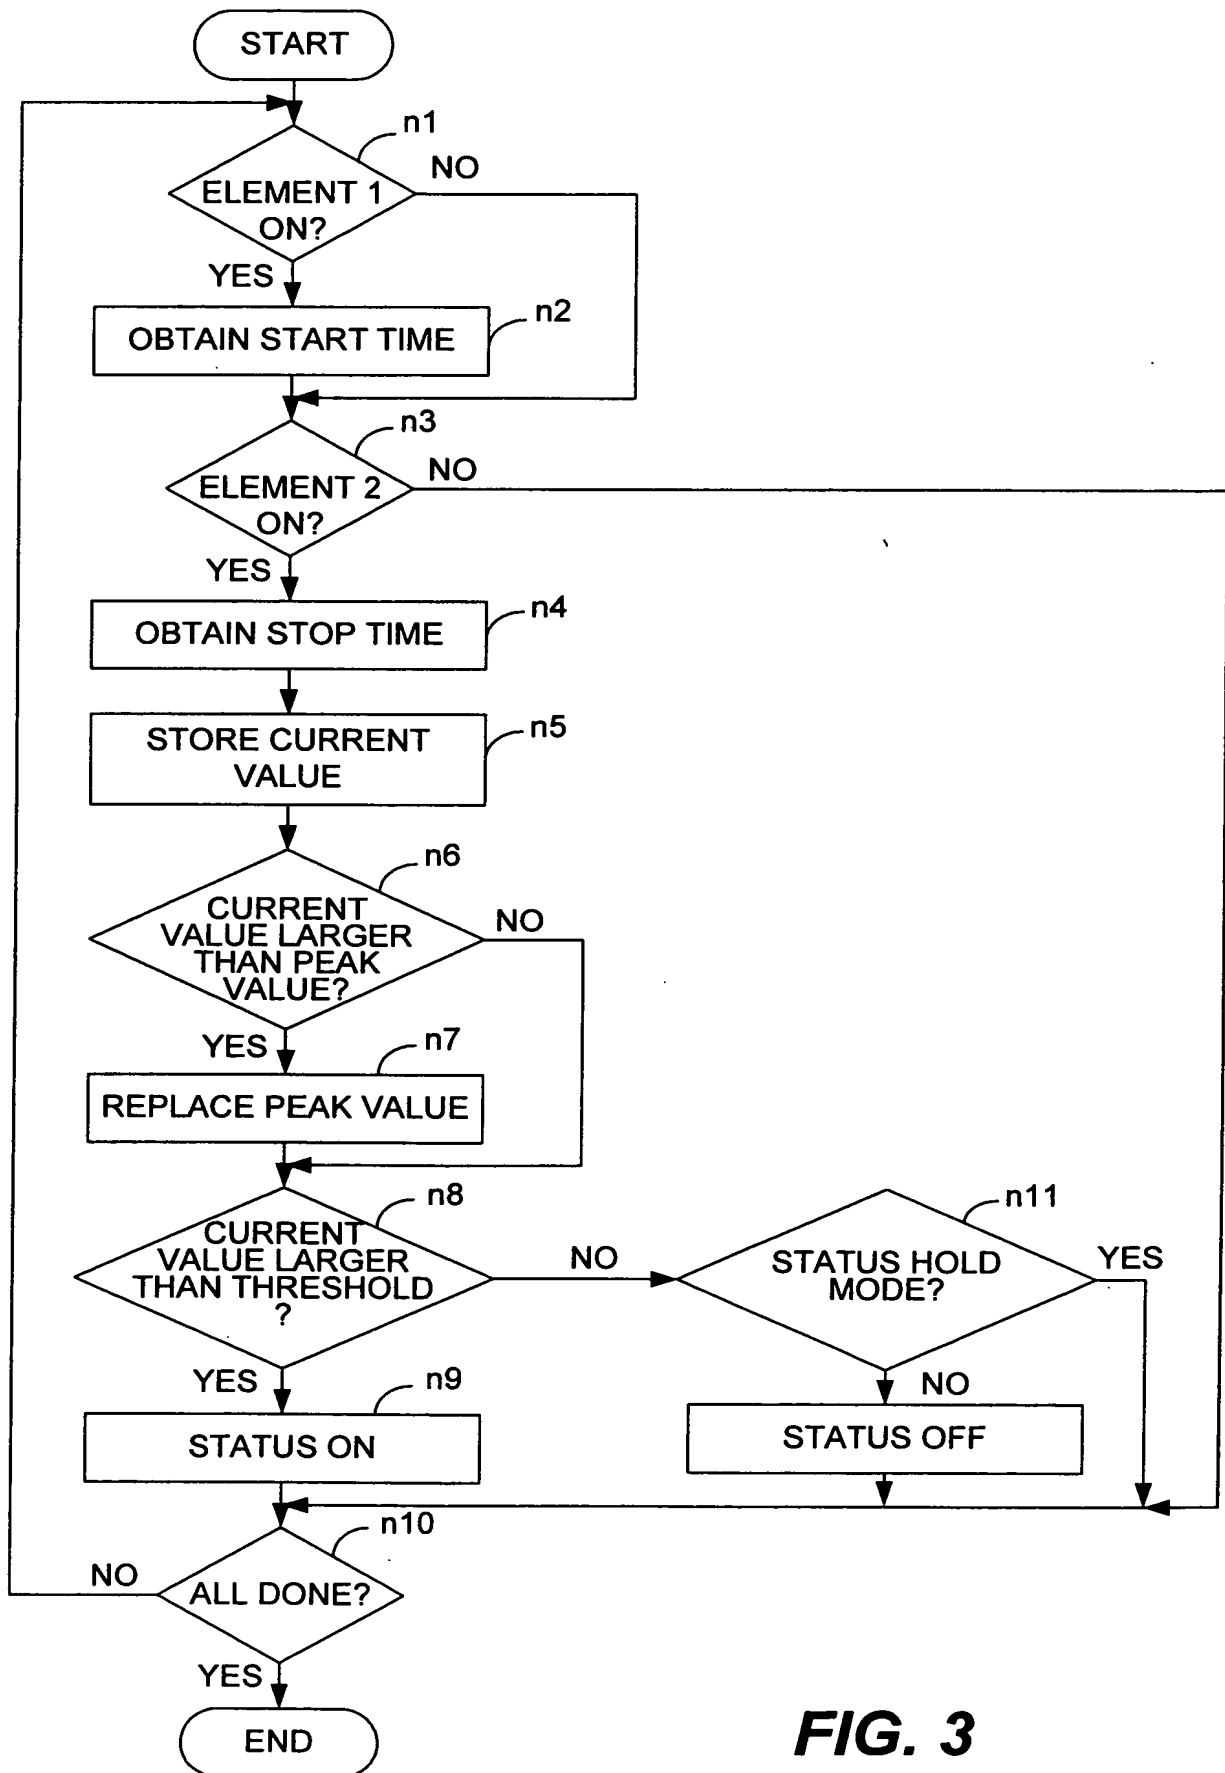 START
n1
NO
ELEMENT 1
ON?
YES
n2
OBTAIN START TIME
n3
NO
ELEMENT 2
ON?
YES
n4
OBTAIN STOP TIME
n5
STORE CURRENT
VALUE
n6
CURRENT
VALUE LARGER
THAN PEAK
VALUE?
NO
YES
n7
REPLACE PEAK VALUE
n8
CURRENT
VALUE LARGER
THAN THRESHOLD
?
NO
n11
STATUS HOLD
MODE?
YES
YES
n9
NO
STATUS ON
STATUS OFF
n10
NO
ALL DONE?
YES
END
FIG. 3